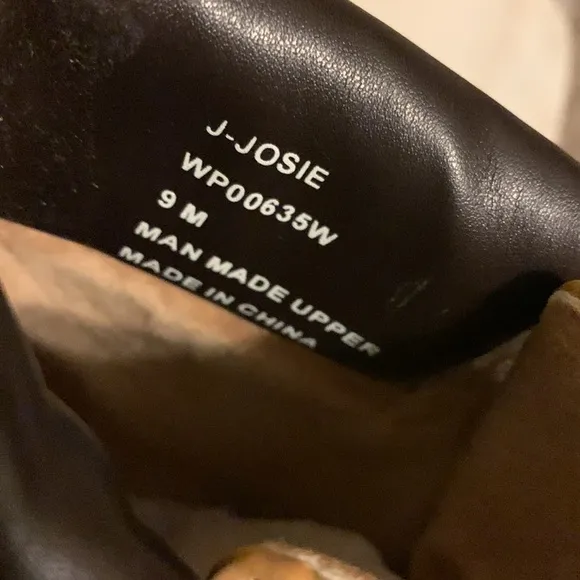 J-JOSIE
WP00635W
9 M
MAN MADE UPPER
MADE IN CHINA